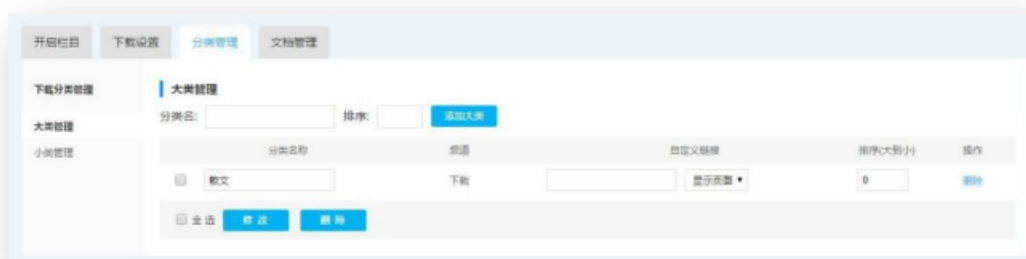 开启栏目 下载设置 分类管理 文档管理
下载分类管理
大类管理
小类管理
大类管理
分类名: 排序: 添加大类
分类名称 频道 自定义链接 排序(大到小) 操作
散文 下载 显示页面 0 删除
全选 修改 删除